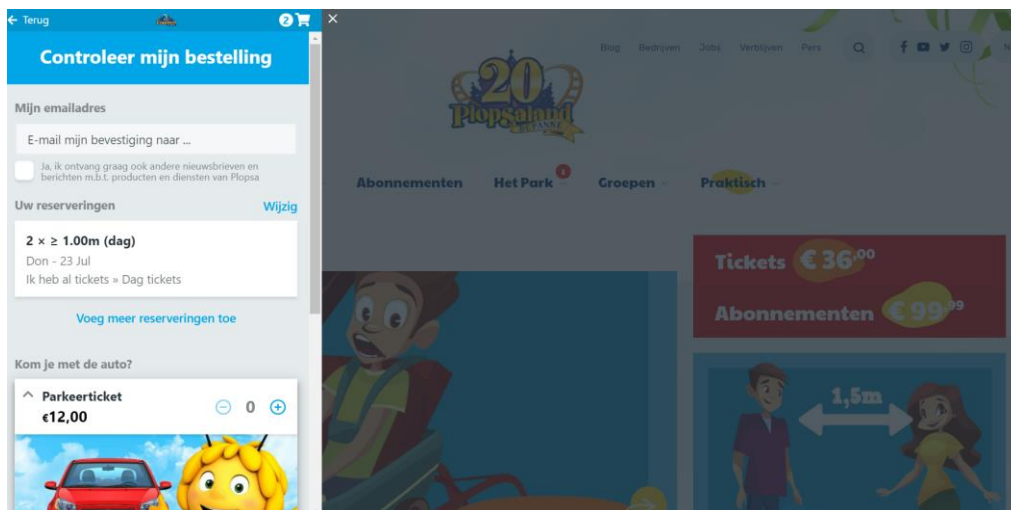 Terug
2
Controleer mijn bestelling
Mijn emailadres
E-mail mijn bevestiging naar ...
Ja, ik ontvang graag ook andere nieuwsbrieven en
berichten m.b.t. producten en diensten van Plopsa
Uw reserveringen Wijzig
2 × ≥ 1.00m (dag)
Don - 23 Jul
Ik heb al tickets » Dag tickets
Voeg meer reserveringen toe
Kom je met de auto?
Parkeerticket
€12,00
0
Blog Bedrijven Jobs Verblijven Pers
20
Plopsaland
DE PANNE
Abonnementen Het Park Groepen Praktisch
Tickets € 36,00
Abonnementen € 99,99
1,5m